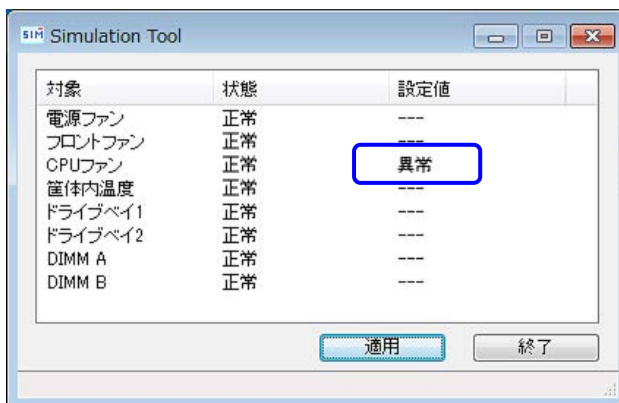 SIM Simulation Tool
対象 状態 設定値
電源ファン 正常 ---
フロントファン 正常 ---
CPUファン 正常 異常
筐体内温度 正常 ---
ドライブベイ1 正常 ---
ドライブベイ2 正常 ---
DIMM A 正常 ---
DIMM B 正常 ---
適用 終了